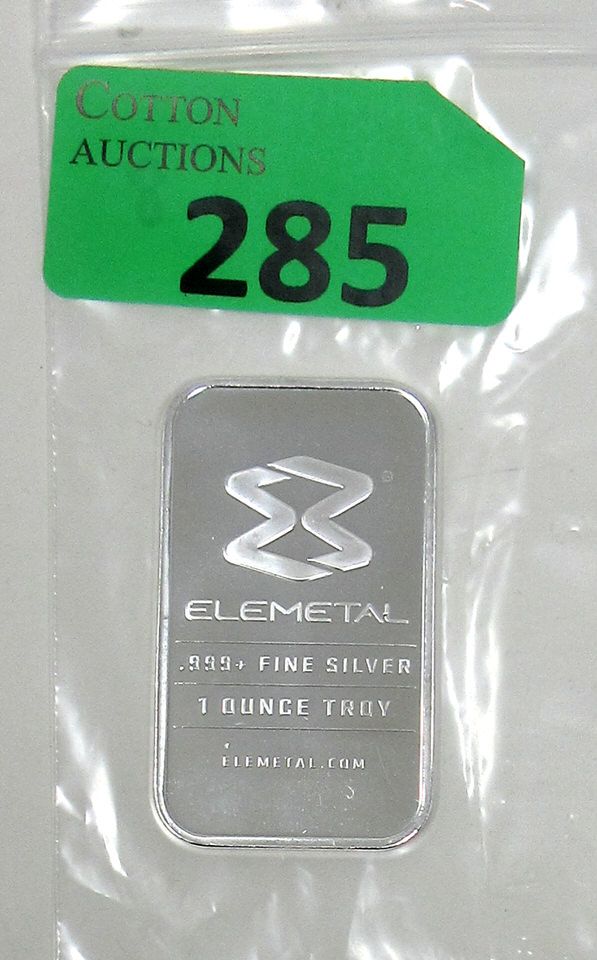 COTTON
AUCTIONS
285
®
ELEMETAL
.999+ FINE SILVER
1 OUNCE TROY
ELEMETAL.COM